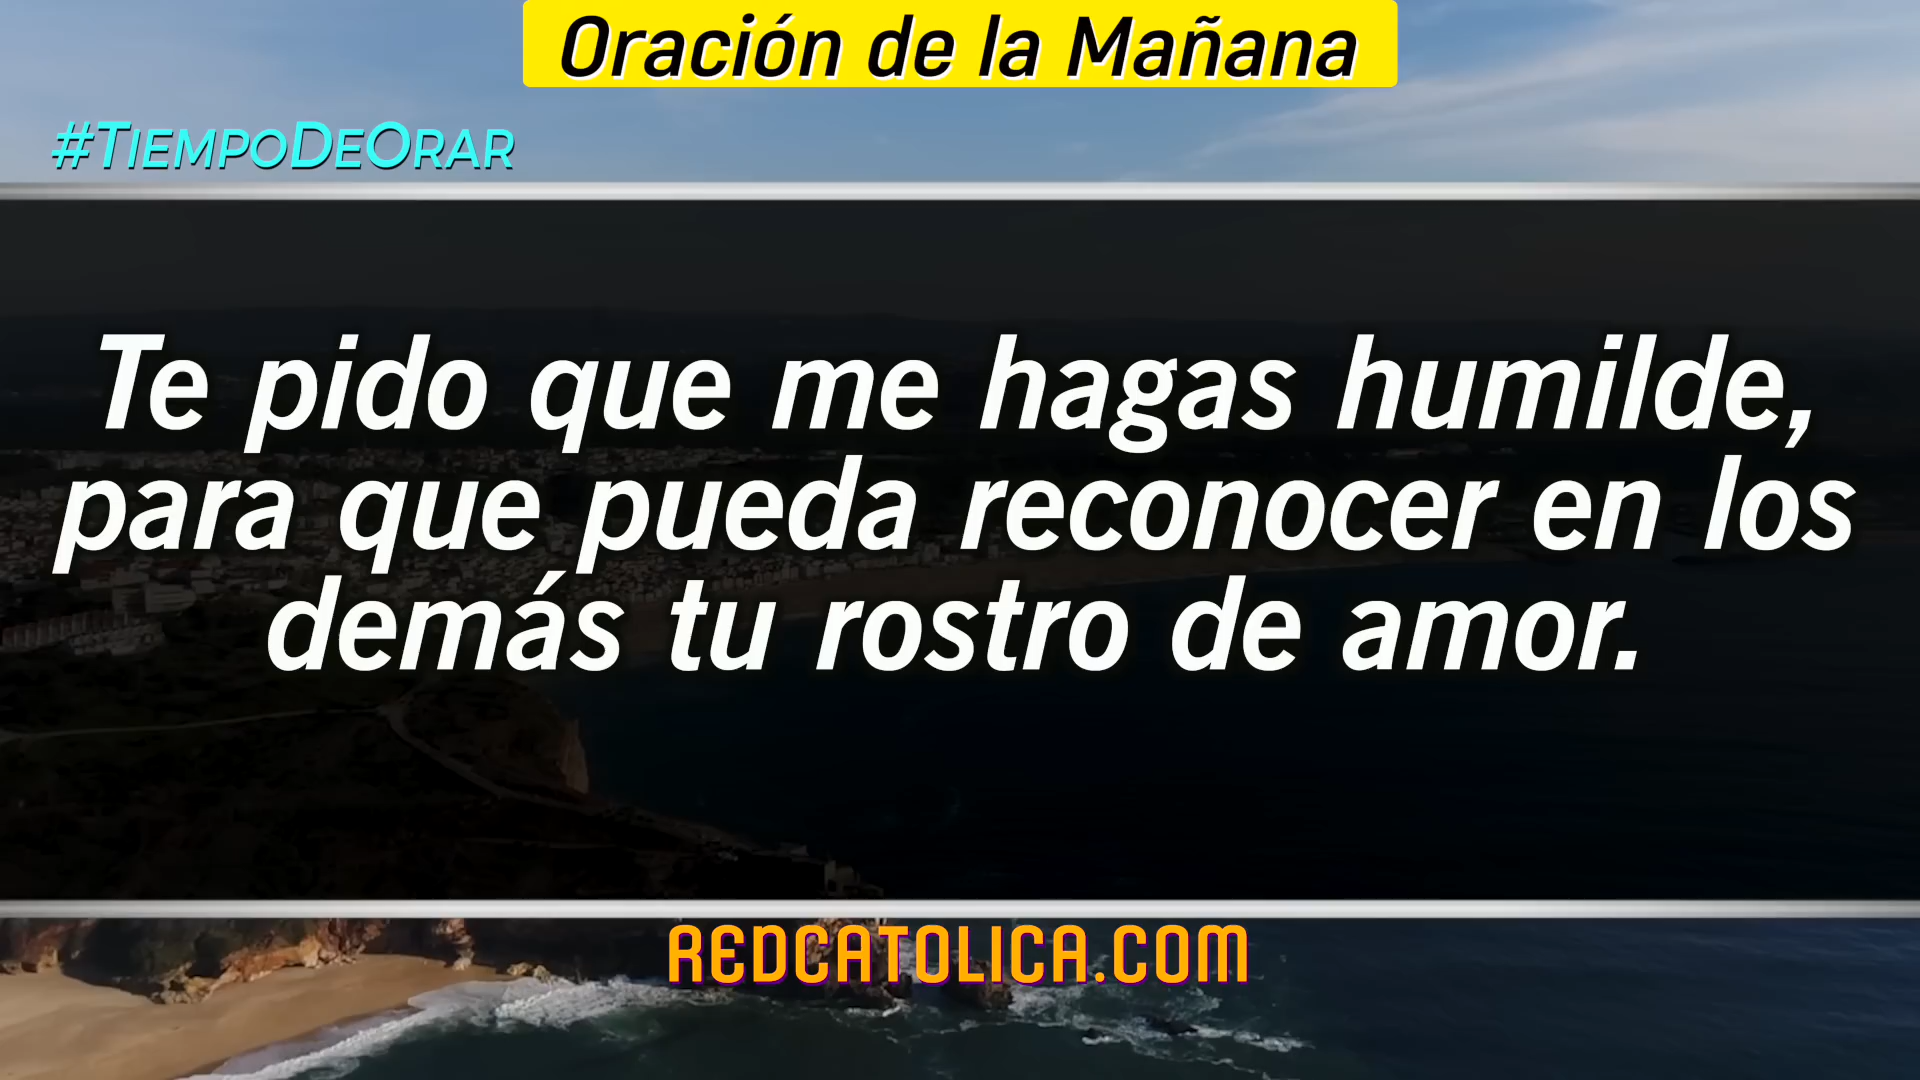 Oración de la Mañana
#TiempoDeOrar
Te pido que me hagas humilde,
para que pueda reconocer en los
demás tu rostro de amor.
REDCATOLICA.COM